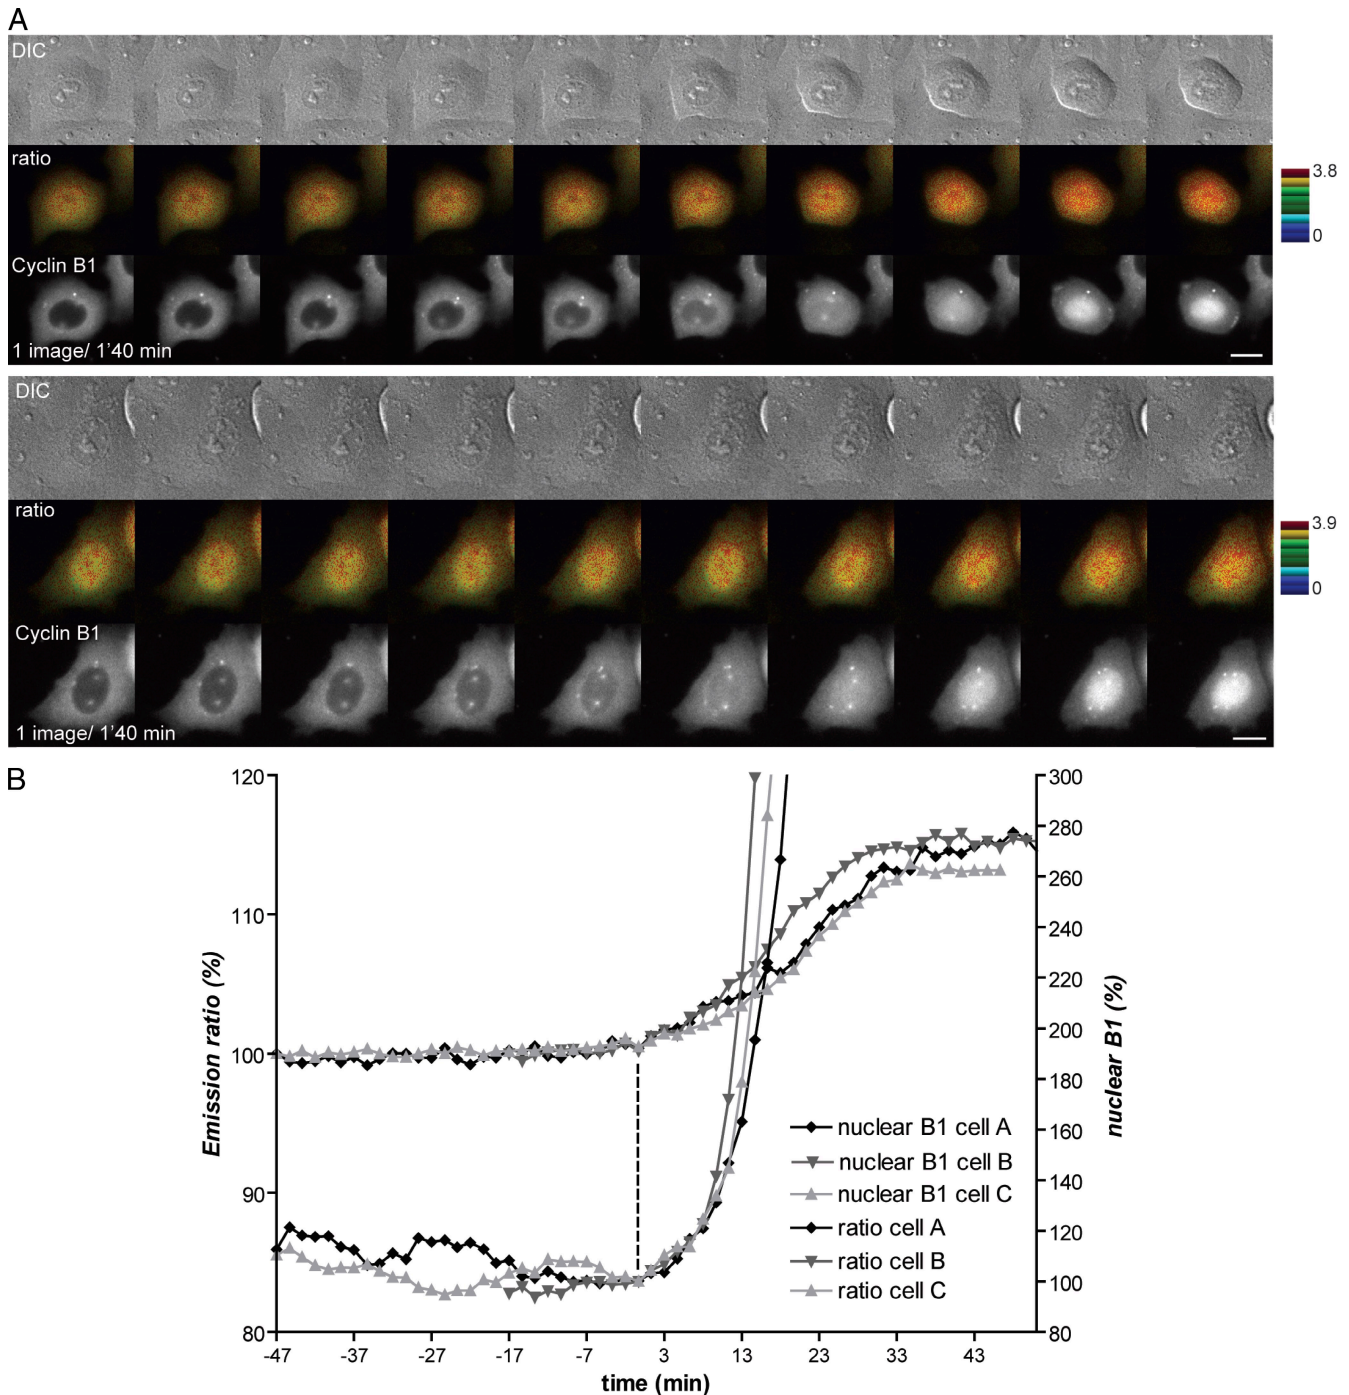 A
DIC
ratio
3.8
0
Cyclin B1
1 image/ 1'40 min
DIC
ratio
3.9
0
Cyclin B1
1 image/ 1'40 min
B
120
110
100
90
80
Emission ratio (%)
300
280
260
240
220
200
180
160
140
120
100
80
nuclear B1 (%)
nuclear B1 cell A
nuclear B1 cell B
nuclear B1 cell C
ratio cell A
ratio cell B
ratio cell C
-47 -37 -27 -17 -7 3 13 23 33 43
time (min)